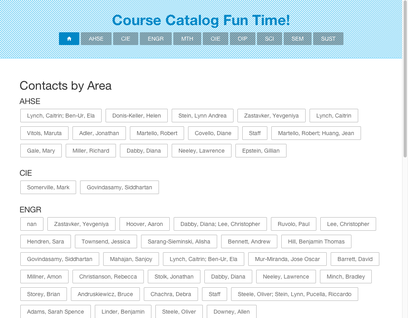 Course Catalog Fun Time!
AHSE CIE ENGR MTH OIE OIP SCI SEM SUST
Contacts by Area
AHSE
Lynch, Caitrin; Ben-Ur, Ela Donis-Keller, Helen Stein, Lynn Andrea Zastavker, Yevgeniya Lynch, Caitrin
Vitols, Maruta Adler, Jonathan Martello, Robert Covello, Diane Staff Martello, Robert; Huang, Jean
Gale, Mary Miller, Richard Dabby, Diana Neeley, Lawrence Epstein, Gillian
CIE
Somerville, Mark Govindasamy, Siddhartan
ENGR
nan Zastavker, Yevgeniya Hoover, Aaron Dabby, Diana; Lee, Christopher Ruvolo, Paul Lee, Christopher
Hendren, Sara Townsend, Jessica Sarang-Sieminski, Alisha Bennett, Andrew Hill, Benjamin Thomas
Govindasamy, Siddhartan Mahajan, Sanjoy Lynch, Caitrin; Ben-Ur, Ela Mur-Miranda, Jose Oscar Barrett, David
Millner, Amon Christianson, Rebecca Stolk, Jonathan Dabby, Diana Neeley, Lawrence Minch, Bradley
Storey, Brian Andruskiewicz, Bruce Chachra, Debra Staff Steele, Oliver; Stein, Lynn, Pucella, Riccardo
Adams, Sarah Spence Linder, Benjamin Steele, Oliver Downey, Allen